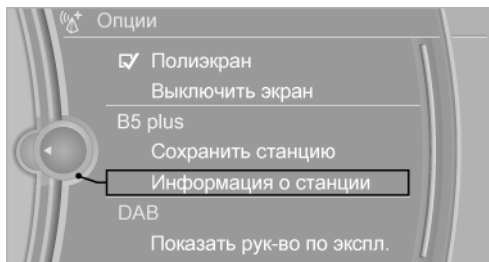 Опции
Полиэкран
Выключить экран
B5 plus
Сохранить станцию
Информация о станции
DAB
Показать рук-во по экспл.